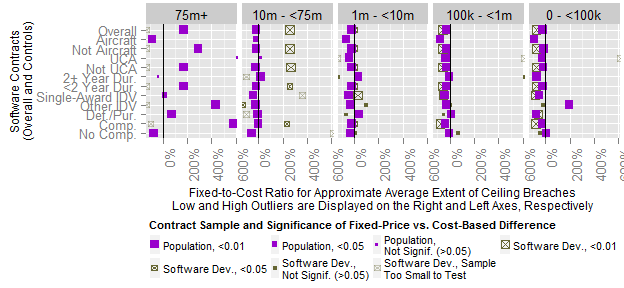 75m+ 10m - <75m 1m - <10m 100k - <1m 0 - <100k
Software Contracts
(Overall and Controls)
Overall
Aircraft
Not Aircraft
UCA
Not UCA
2+ Year Dur.
<2 Year Dur.
Single-Award IDV
Other IDV
Def./Pur.
Comp.
No Comp.
0% 200% 400% 600% 0% 200% 400% 600% 0% 200% 400% 600% 0% 200% 400% 600% 0% 200% 400% 600%
Fixed-to-Cost Ratio for Approximate Average Extent of Ceiling Breaches
Low and High Outliers are Displayed on the Right and Left Axes, Respectively
Contract Sample and Significance of Fixed-Price vs. Cost-Based Difference
Population, <0.01
Population, <0.05
Population,
Not Signif. (>0.05)
Software Dev., <0.01
Software Dev., <0.05
Software Dev.,
Not Signif. (>0.05)
Software Dev., Sample
Too Small to Test